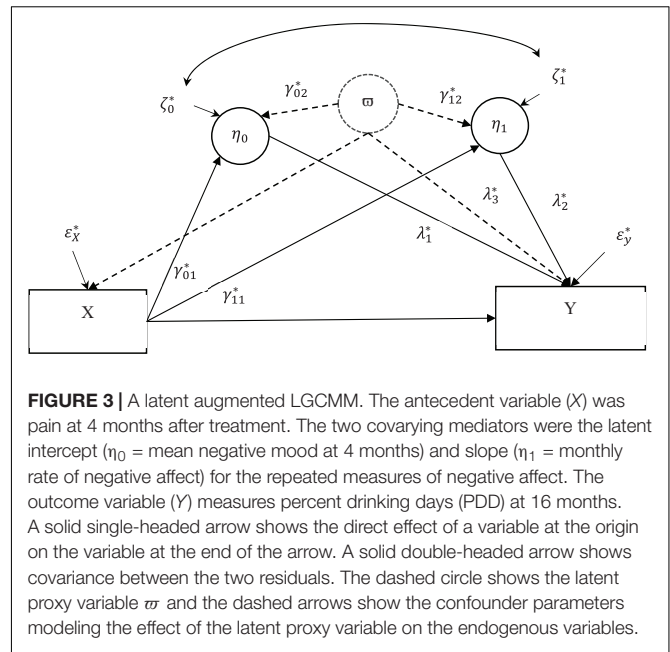 ζ₀*
γ₀₂*
ϖ
γ₁₂*
ζ₁*
η₀
η₁
λ₃*
λ₂*
ε_X*
λ₁*
ε_y*
γ₀₁*
X
γ₁₁*
Y
FIGURE 3 | A latent augmented LGCMM. The antecedent variable (X) was
pain at 4 months after treatment. The two covarying mediators were the latent
intercept (η₀ = mean negative mood at 4 months) and slope (η₁ = monthly
rate of negative affect) for the repeated measures of negative affect. The
outcome variable (Y) measures percent drinking days (PDD) at 16 months.
A solid single-headed arrow shows the direct effect of a variable at the origin
on the variable at the end of the arrow. A solid double-headed arrow shows
covariance between the two residuals. The dashed circle shows the latent
proxy variable ϖ and the dashed arrows show the confounder parameters
modeling the effect of the latent proxy variable on the endogenous variables.